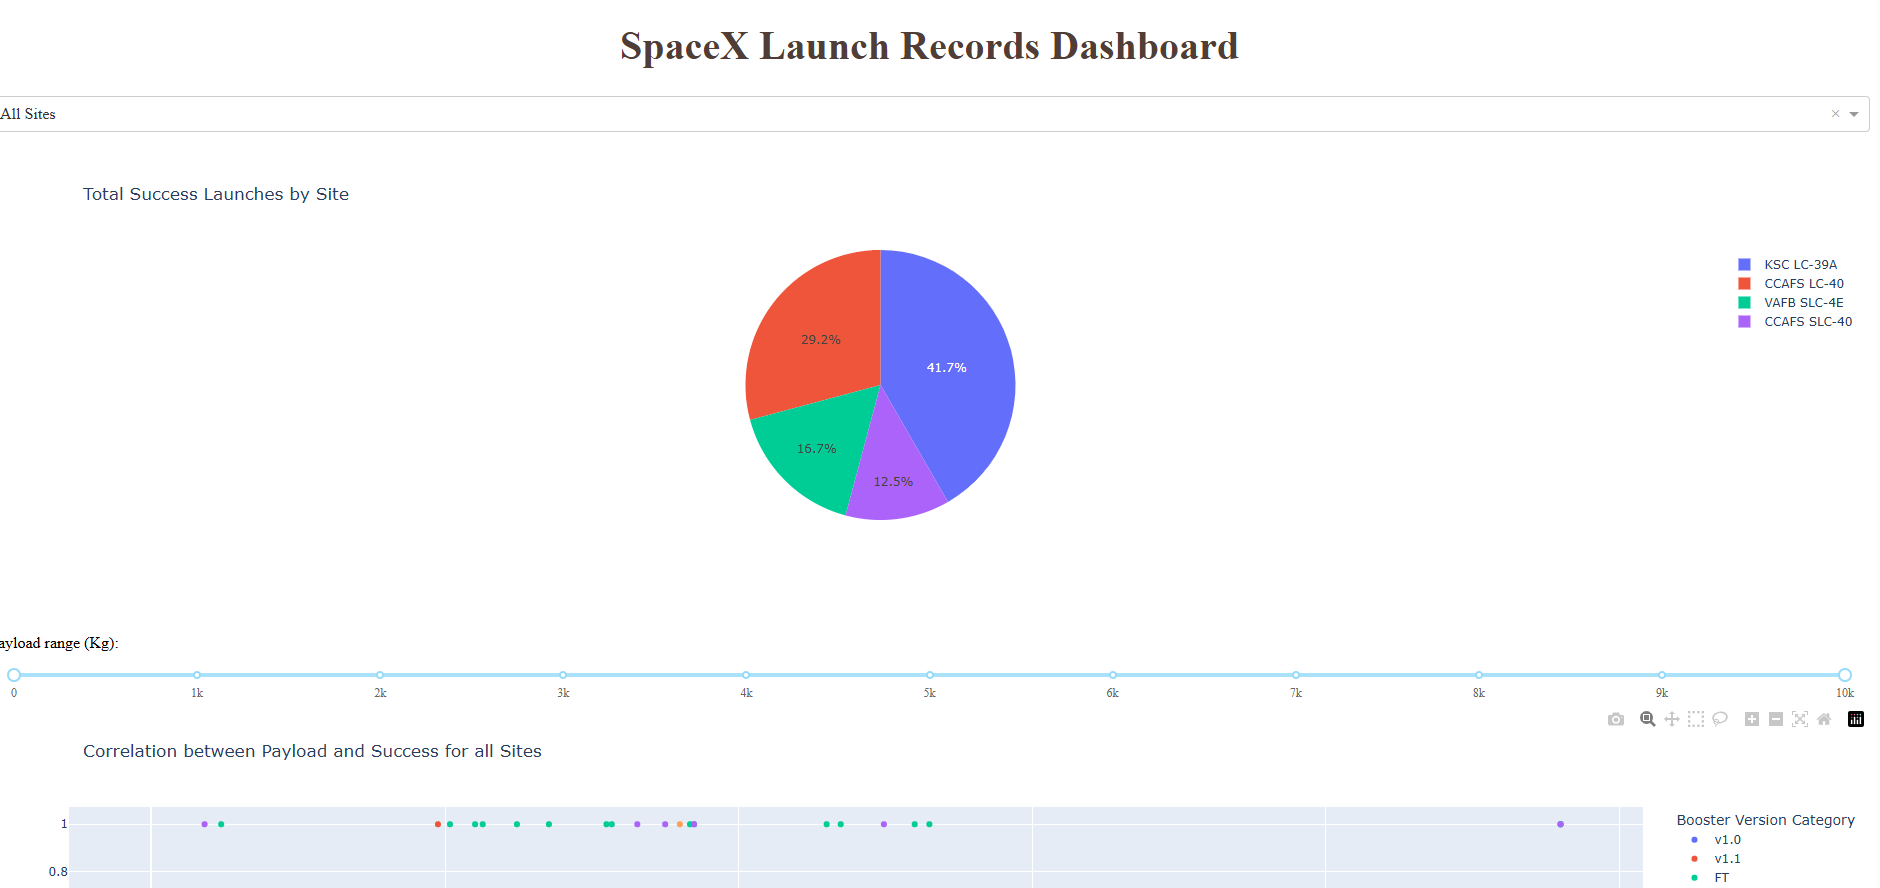 SpaceX Launch Records Dashboard
All Sites
Total Success Launches by Site
KSC LC-39A
CCAFS LC-40
VAFB SLC-4E
CCAFS SLC-40
29.2%
41.7%
16.7%
12.5%
ayload range (Kg):
0 1k 2k 3k 4k 5k 6k 7k 8k 9k 10k
Correlation between Payload and Success for all Sites
1
0.8
Booster Version Category
v1.0
v1.1
FT